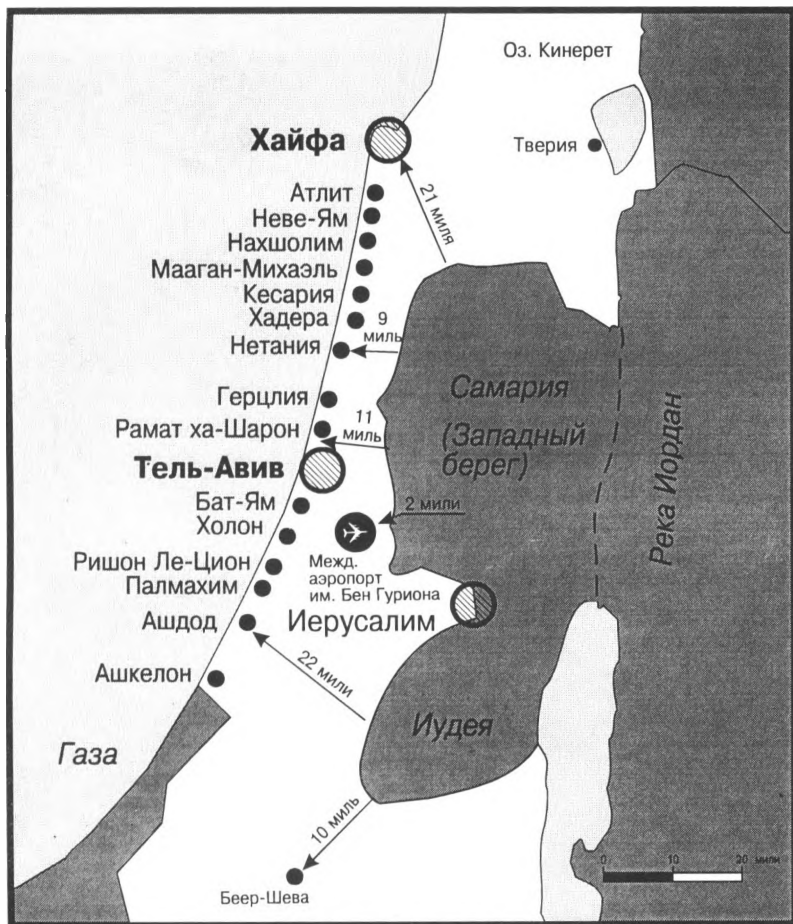 Оз. Кинерет
Хайфа
Тверия
Атлит
21 миля
Неве-Ям
Нахшолим
Мааган-Михаэль
Кесария
Хадера
9
миль
Нетания
Самария
(Западный
берег)
Герцлия
Рамат ха-Шарон
11
миль
Тель-Авив
Река Иордан
Бат-Ям
2 мили
Холон
Межд.
аэропорт
им. Бен Гуриона
Ришон Ле-Цион
Палмахим
Иерусалим
Ашдод
22 мили
Ашкелон
Иудея
Газа
10 миль
Беер-Шева
0 10 20 мили